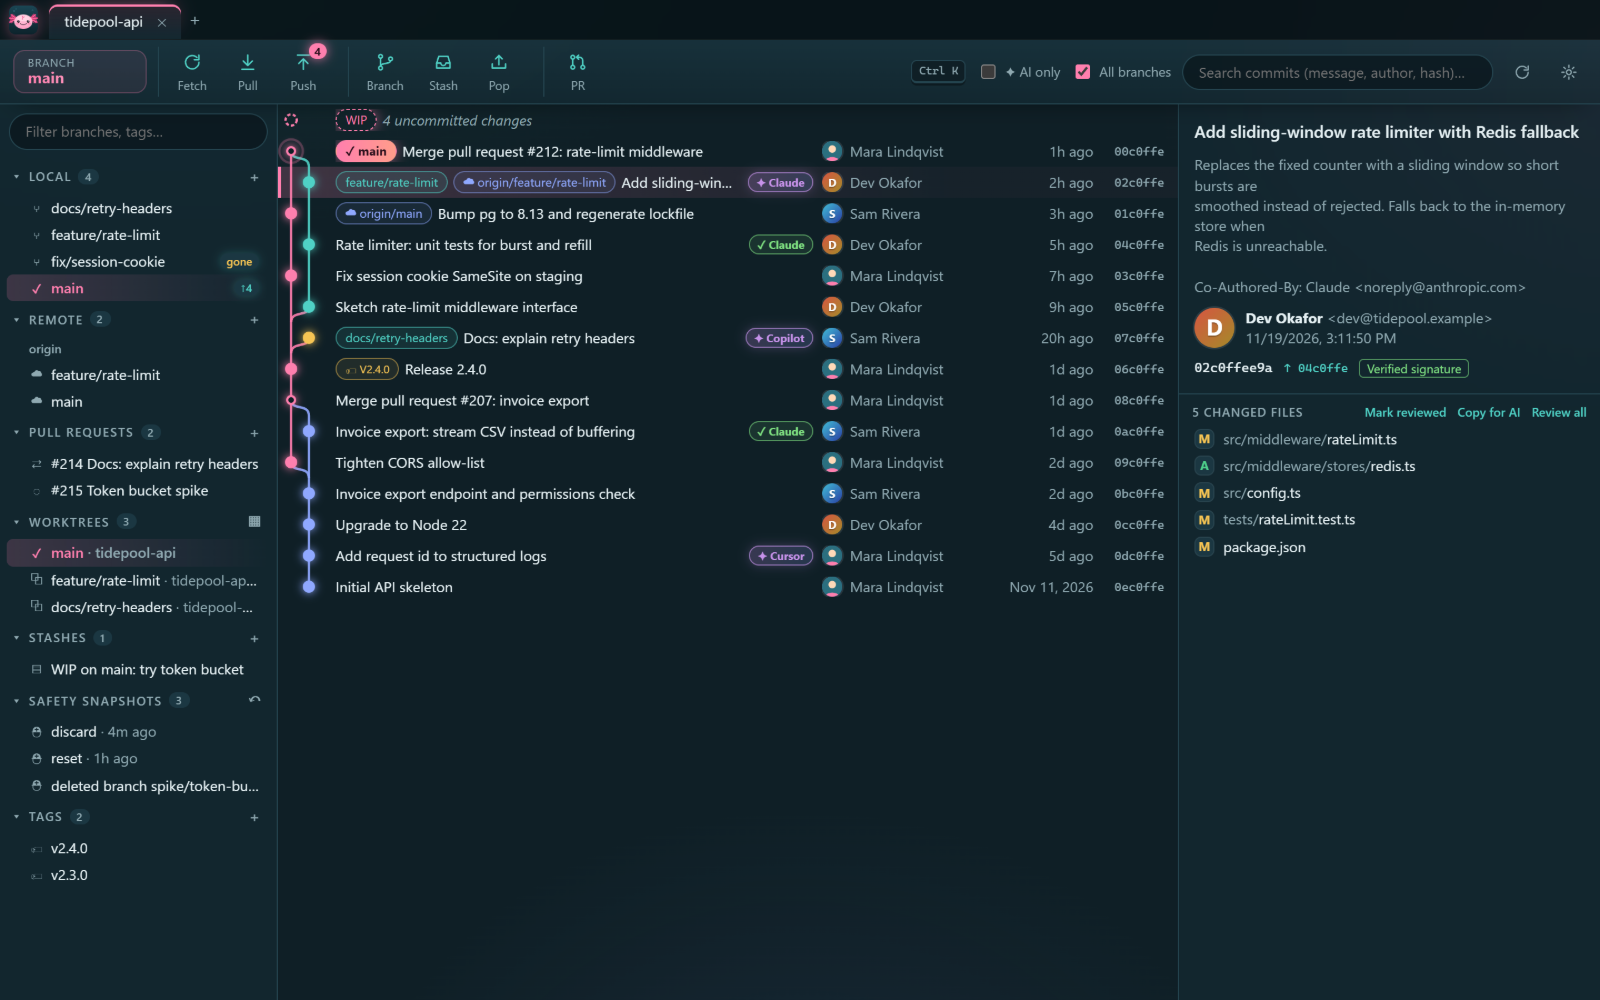 tidepool-api
BRANCH
main
Fetch
Pull
4
Push
Branch
Stash
Pop
PR
Ctrl K
AI only
All branches
Search commits (message, author, hash)...
Filter branches, tags...
LOCAL 4
docs/retry-headers
feature/rate-limit
fix/session-cookie gone
main ↑4
REMOTE 2
origin
feature/rate-limit
main
PULL REQUESTS 2
#214 Docs: explain retry headers
#215 Token bucket spike
WORKTREES 3
main · tidepool-api
feature/rate-limit · tidepool-ap...
docs/retry-headers · tidepool-...
STASHES 1
WIP on main: try token bucket
SAFETY SNAPSHOTS 3
discard · 4m ago
reset · 1h ago
deleted branch spike/token-bu...
TAGS 2
v2.4.0
v2.3.0
WIP 4 uncommitted changes
✓ main Merge pull request #212: rate-limit middleware Mara Lindqvist 1h ago 00c0ffe
feature/rate-limit origin/feature/rate-limit Add sliding-win... Claude D Dev Okafor 2h ago 02c0ffe
origin/main Bump pg to 8.13 and regenerate lockfile S Sam Rivera 3h ago 01c0ffe
Rate limiter: unit tests for burst and refill ✓ Claude D Dev Okafor 5h ago 04c0ffe
Fix session cookie SameSite on staging Mara Lindqvist 7h ago 03c0ffe
Sketch rate-limit middleware interface D Dev Okafor 9h ago 05c0ffe
docs/retry-headers Docs: explain retry headers Copilot S Sam Rivera 20h ago 07c0ffe
V2.4.0 Release 2.4.0 Mara Lindqvist 1d ago 06c0ffe
Merge pull request #207: invoice export Mara Lindqvist 1d ago 08c0ffe
Invoice export: stream CSV instead of buffering ✓ Claude S Sam Rivera 1d ago 0ac0ffe
Tighten CORS allow-list Mara Lindqvist 2d ago 09c0ffe
Invoice export endpoint and permissions check S Sam Rivera 2d ago 0bc0ffe
Upgrade to Node 22 D Dev Okafor 4d ago 0cc0ffe
Add request id to structured logs Cursor Mara Lindqvist 5d ago 0dc0ffe
Initial API skeleton Mara Lindqvist Nov 11, 2026 0ec0ffe
Add sliding-window rate limiter with Redis fallback
Replaces the fixed counter with a sliding window so short
bursts are
smoothed instead of rejected. Falls back to the in-memory
store when
Redis is unreachable.
Co-Authored-By: Claude <noreply@anthropic.com>
D
Dev Okafor <dev@tidepool.example>
11/19/2026, 3:11:50 PM
02c0ffee9a ↑ 04c0ffe Verified signature
5 CHANGED FILES Mark reviewed Copy for AI Review all
M src/middleware/rateLimit.ts
A src/middleware/stores/redis.ts
M src/config.ts
M tests/rateLimit.test.ts
M package.json